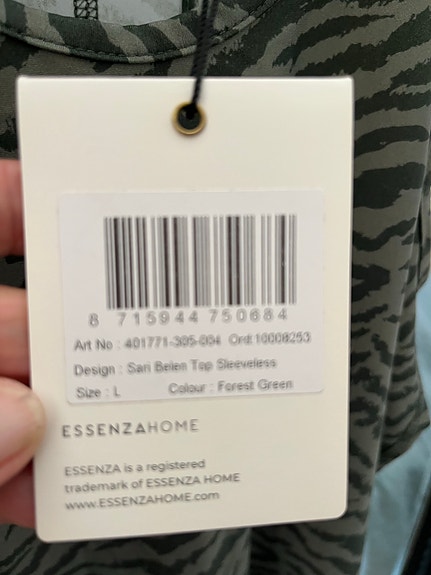 8 715944 750684
Art No : 401771-305-004 Ord:10008253
Design : Sari Belen Top Sleeveless
Size : L Colour : Forest Green
ESSENZAHOME
ESSENZA is a registered
trademark of ESSENZA HOME
www.ESSENZAHOME.com